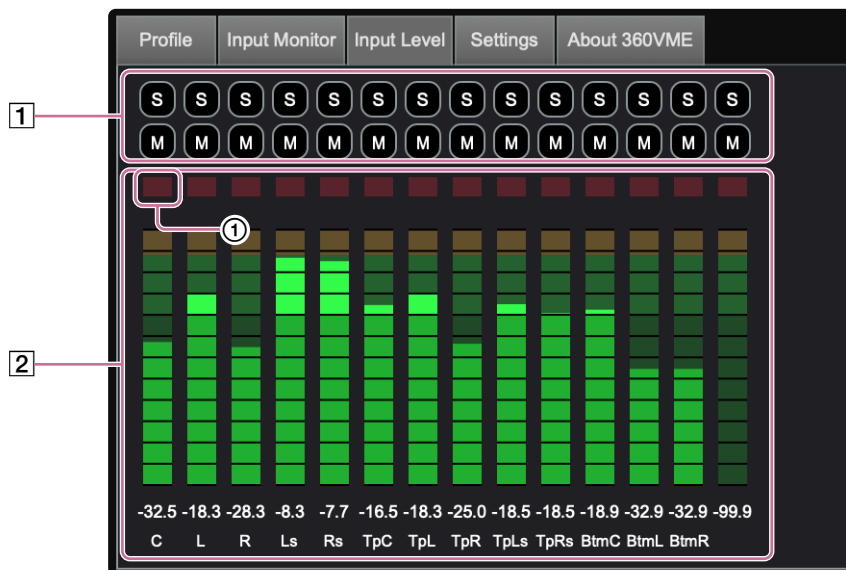 Profile Input Monitor Input Level Settings About 360VME
1
S S S S S S S S S S S S S S
M M M M M M M M M M M M M M
1
2
-32.5 -18.3 -28.3 -8.3 -7.7 -16.5 -18.3 -25.0 -18.5 -18.5 -18.9 -32.9 -32.9 -99.9
C L R Ls Rs TpC TpL TpR TpLs TpRs BtmC BtmL BtmR